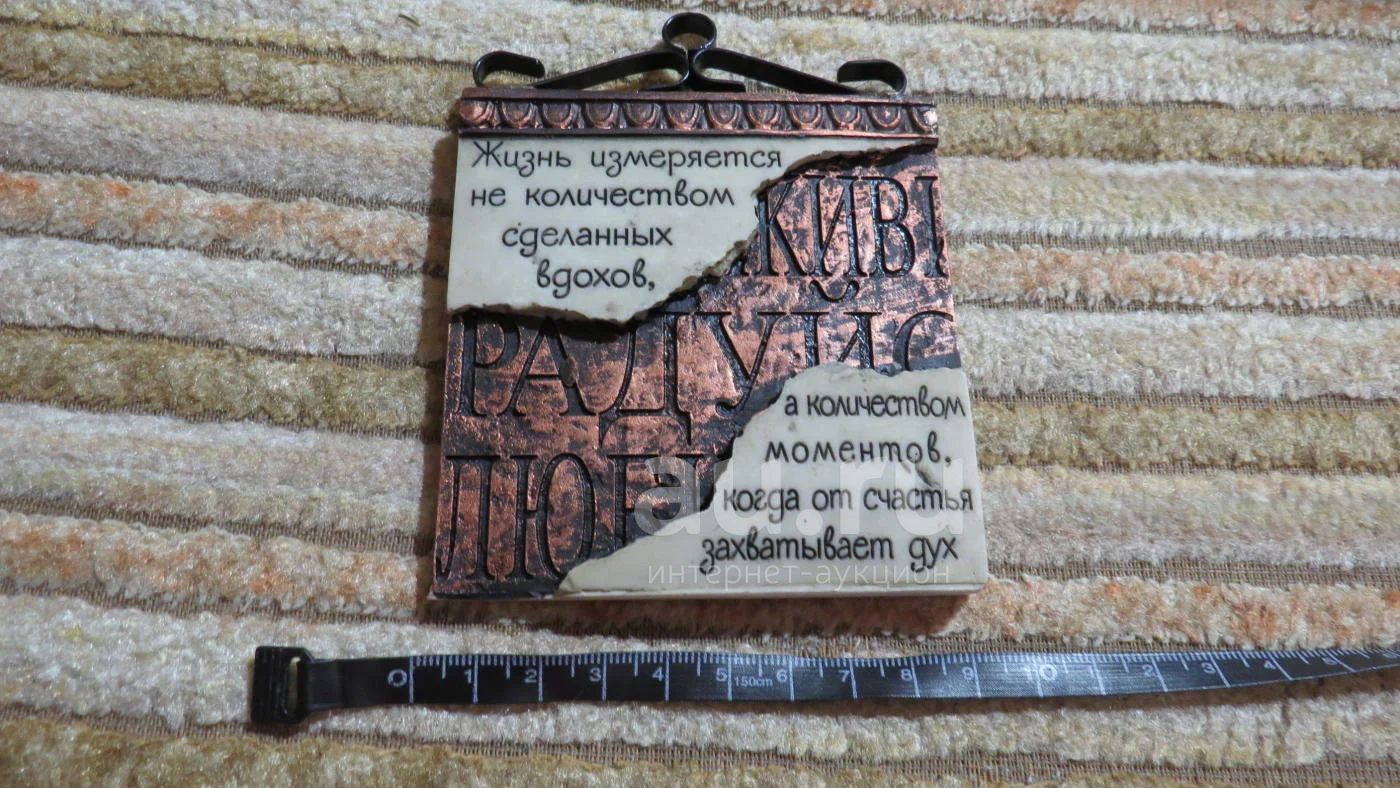 Жизнь измеряется
не количеством
сделанных
вдохов,
ЖИВИ
РАДУЙС
ЛЮБ
а количеством
моментов,
когда от счастья
захватывает дух
au.ru
интернет-аукцион
0 1 2 3 4 5 150cm 6 7 8 9 10 1 2 3 4 5